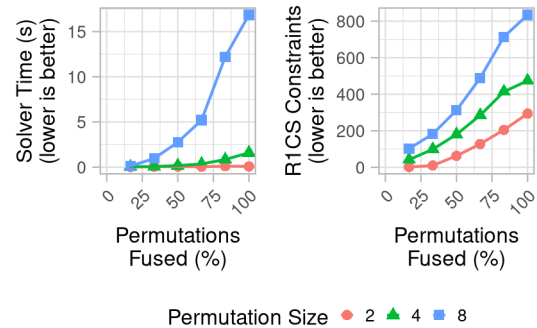 Solver Time (s)
(lower is better)
15
10
5
0
0
25
50
75
100
Permutations
Fused (%)
R1CS Constraints
(lower is better)
800
600
400
200
0
0
25
50
75
100
Permutations
Fused (%)
Permutation Size 2 4 8